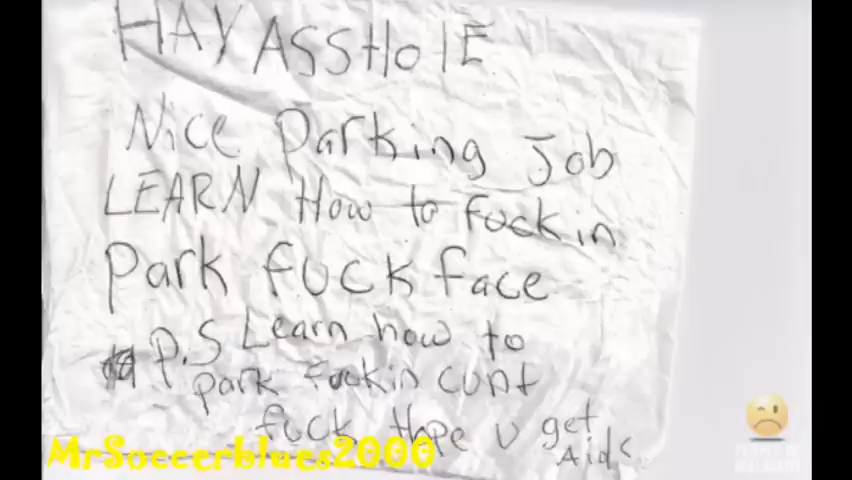 HAY ASSHOLE
Nice Parking Job
LEARN How to fuckin
Park fuck face
P.S Learn how to
park fuckin cunt
fuck Hope u get
Aids
MrSoccerblues2000